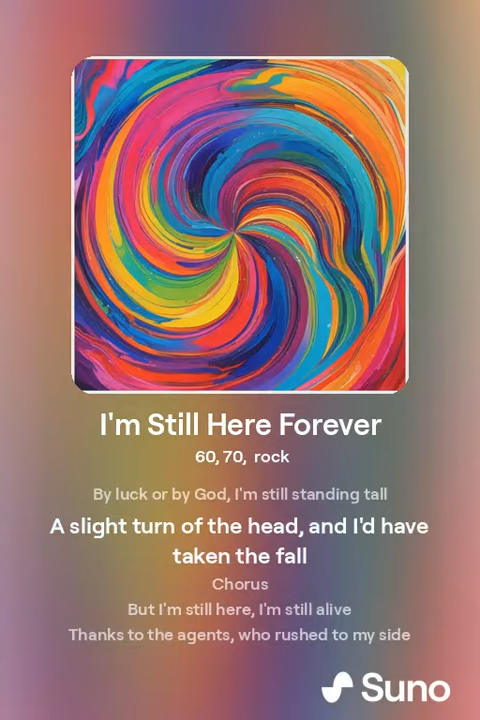 I'm Still Here Forever
60, 70, rock
By luck or by God, I'm still standing tall
A slight turn of the head, and I'd have
taken the fall
Chorus
But I'm still here, I'm still alive
Thanks to the agents, who rushed to my side
Suno